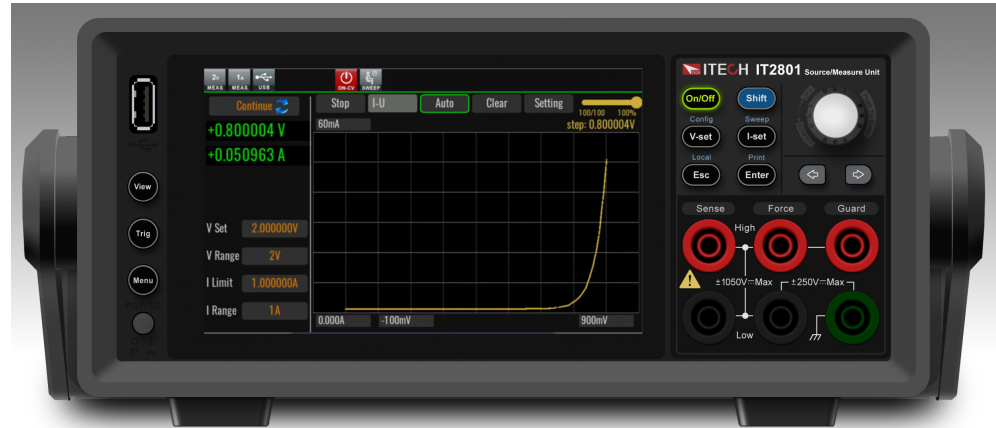 2v 1A
MEAS MEAS USB ON-CV SWEEP
Continue Stop I-U Auto Clear Setting 100/100 100%
+0.800004 V 60mA step: 0.800004V
+0.050963 A
V Set 2.000000V
V Range 2V
I Limit 1.000000A
I Range 1A
0.000A -100mV 900mV
View
Trig
Menu
POWER
ITECH IT2801 Source/Measure Unit
On/Off Shift
Config Sweep
V-set I-set
Local Print
Esc Enter
Sense Force Guard
High
±1050V⎓Max ±250V⎓Max
Low